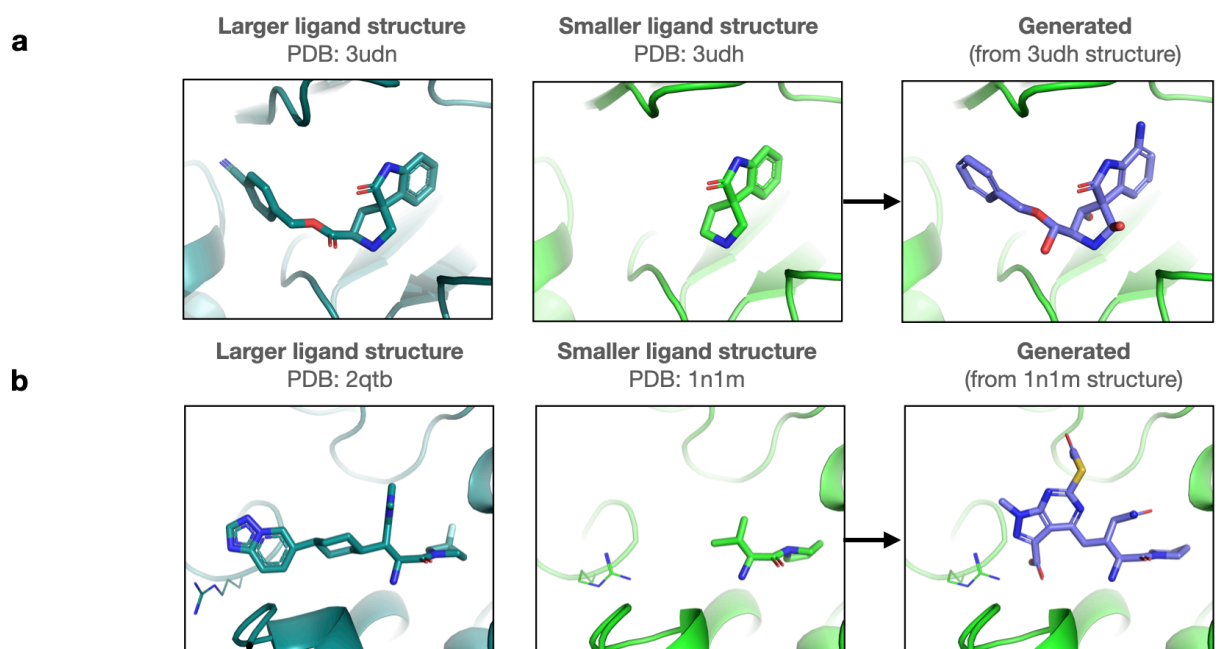 a
Larger ligand structure
PDB: 3udn
Smaller ligand structure
PDB: 3udh
Generated
(from 3udh structure)
b
Larger ligand structure
PDB: 2qtb
Smaller ligand structure
PDB: 1n1m
Generated
(from 1n1m structure)